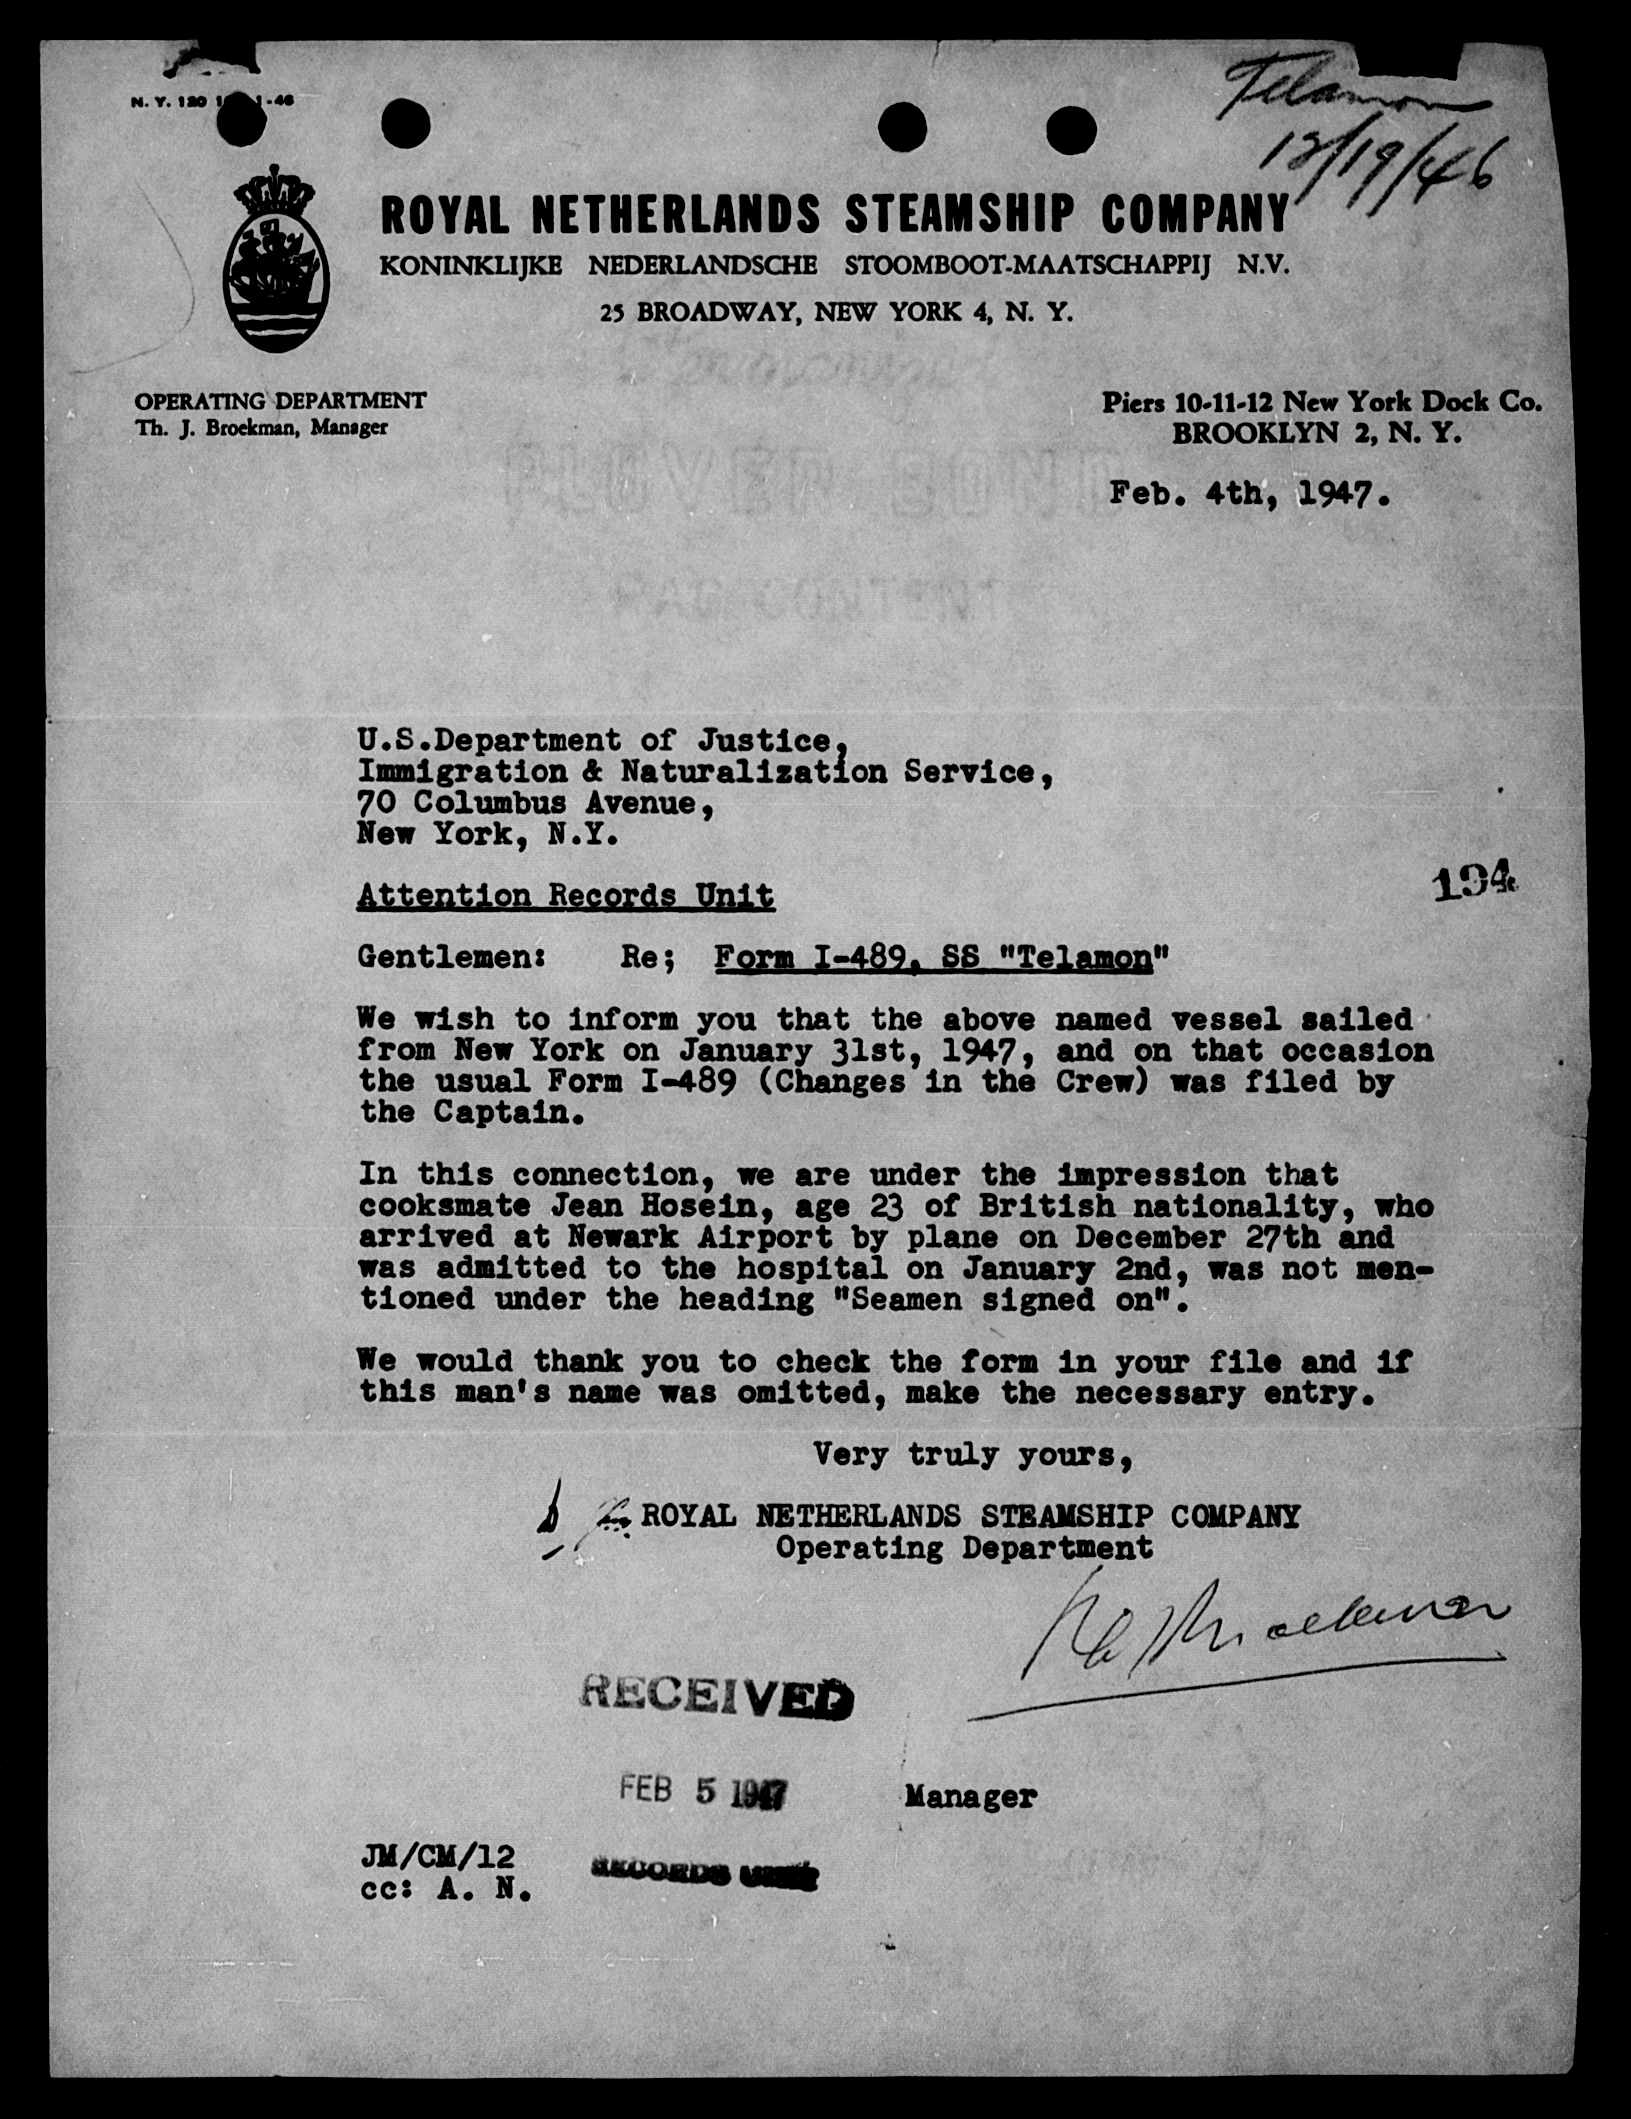 Telamon
12/19/46
N. Y. 120
ROYAL NETHERLANDS STEAMSHIP COMPANY
KONINKLIJKE NEDERLANDSCHE STOOMBOOT-MAATSCHAPPIJ N.V.
25 BROADWAY, NEW YORK 4, N. Y.
OPERATING DEPARTMENT
Th. J. Broekman, Manager
Piers 10-11-12 New York Dock Co.
BROOKLYN 2, N. Y.
PLOVER BOND
RAG CONTENT
Feb. 4th, 1947.
U.S.Department of Justice,
Immigration & Naturalization Service,
70 Columbus Avenue,
New York, N.Y.
194
Attention Records Unit
Gentlemen: Re; Form I-489, SS "Telamon"
We wish to inform you that the above named vessel sailed
from New York on January 31st, 1947, and on that occasion
the usual Form I-489 (Changes in the Crew) was filed by
the Captain.
In this connection, we are under the impression that
cooksmate Jean Hosein, age 23 of British nationality, who
arrived at Newark Airport by plane on December 27th and
was admitted to the hospital on January 2nd, was not men-
tioned under the heading "Seamen signed on".
We would thank you to check the form in your file and if
this man's name was omitted, make the necessary entry.
Very truly yours,
ROYAL NETHERLANDS STEAMSHIP COMPANY
Operating Department
Broekman
RECEIVED
FEB 5 1947
Manager
JM/CM/12
cc: A. N.
RECORDS UNIT